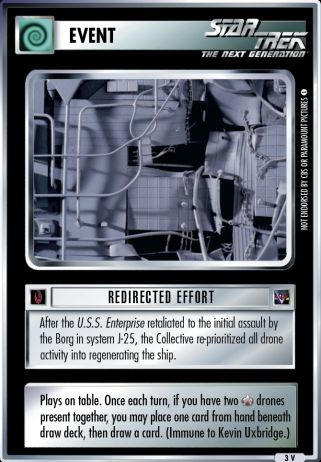 EVENT
STAR TREK
THE NEXT GENERATION
NOT ENDORSED BY CBS OR PARAMOUNT PICTURES
REDIRECTED EFFORT
After the U.S.S. Enterprise retaliated to the initial assault by
the Borg in system J-25, the Collective re-prioritized all drone
activity into regenerating the ship.
Plays on table. Once each turn, if you have two drones
present together, you may place one card from hand beneath
draw deck, then draw a card. (Immune to Kevin Uxbridge.)
3 V